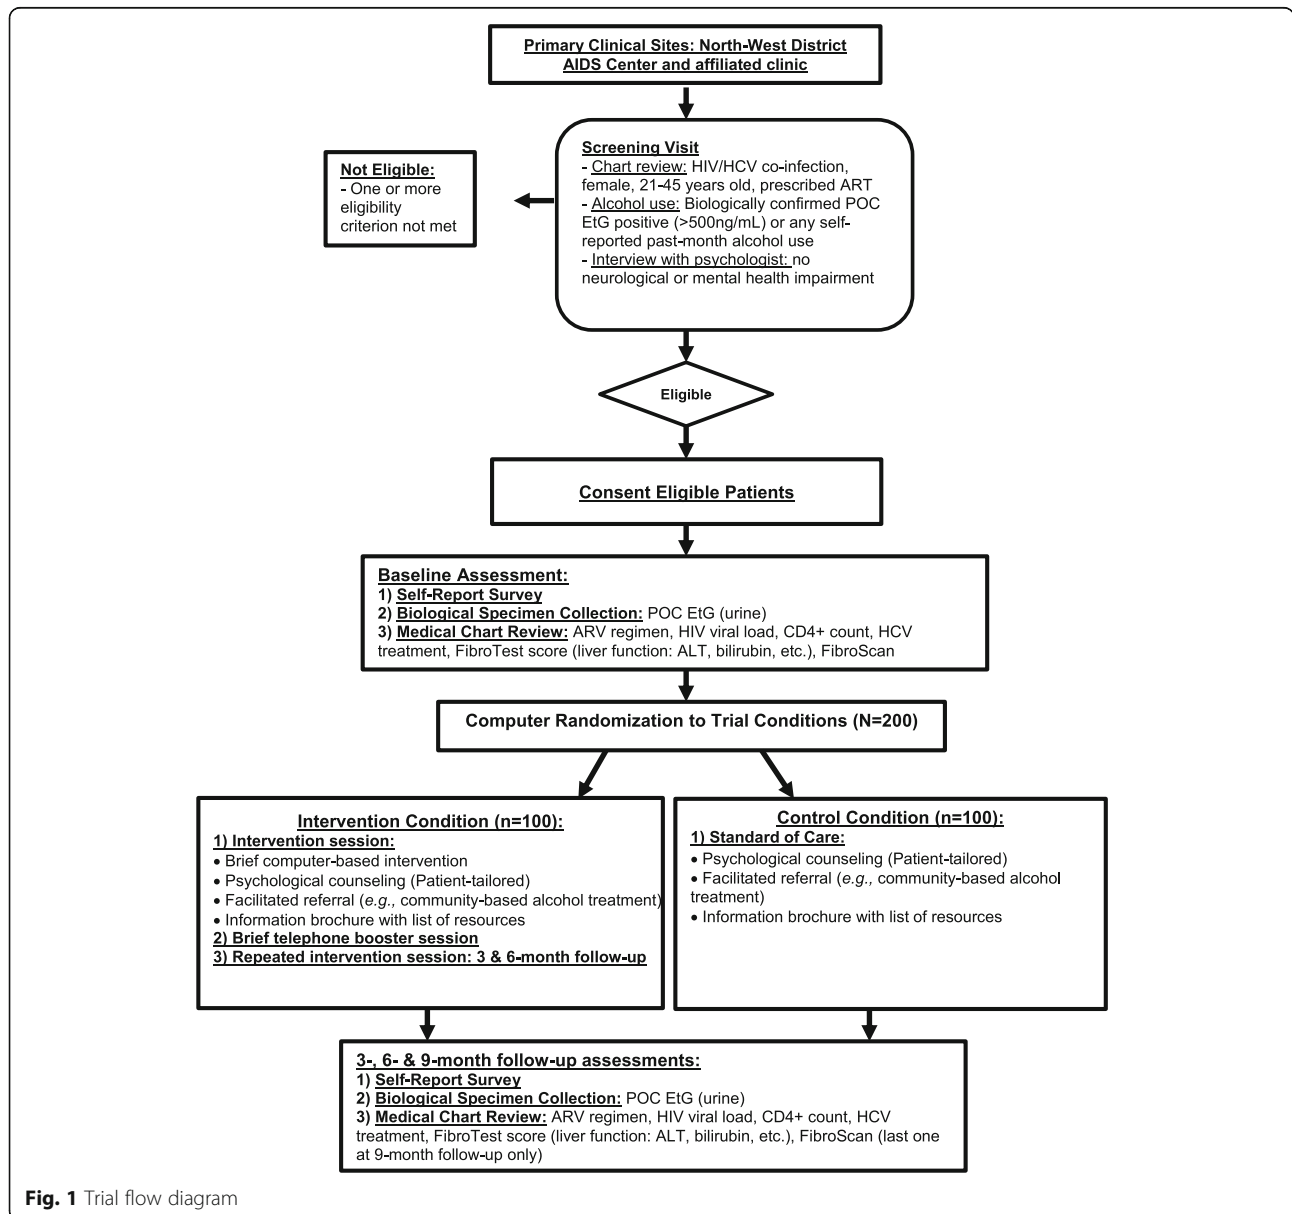 Primary Clinical Sites: North-West District
AIDS Center and affiliated clinic
Screening Visit
- Chart review: HIV/HCV co-infection,
female, 21-45 years old, prescribed ART
- Alcohol use: Biologically confirmed POC
EtG positive (>500ng/mL) or any self-
reported past-month alcohol use
- Interview with psychologist: no
neurological or mental health impairment
Not Eligible:
- One or more
eligibility
criterion not met
Eligible
Consent Eligible Patients
Baseline Assessment:
1) Self-Report Survey
2) Biological Specimen Collection: POC EtG (urine)
3) Medical Chart Review: ARV regimen, HIV viral load, CD4+ count, HCV
treatment, FibroTest score (liver function: ALT, bilirubin, etc.), FibroScan
Computer Randomization to Trial Conditions (N=200)
Intervention Condition (n=100):
1) Intervention session:
• Brief computer-based intervention
• Psychological counseling (Patient-tailored)
• Facilitated referral (e.g., community-based alcohol treatment)
• Information brochure with list of resources
2) Brief telephone booster session
3) Repeated intervention session: 3 & 6-month follow-up
Control Condition (n=100):
1) Standard of Care:
• Psychological counseling (Patient-tailored)
• Facilitated referral (e.g., community-based alcohol
treatment)
• Information brochure with list of resources
3-, 6- & 9-month follow-up assessments:
1) Self-Report Survey
2) Biological Specimen Collection: POC EtG (urine)
3) Medical Chart Review: ARV regimen, HIV viral load, CD4+ count, HCV
treatment, FibroTest score (liver function: ALT, bilirubin, etc.), FibroScan (last one
at 9-month follow-up only)
Fig. 1 Trial flow diagram